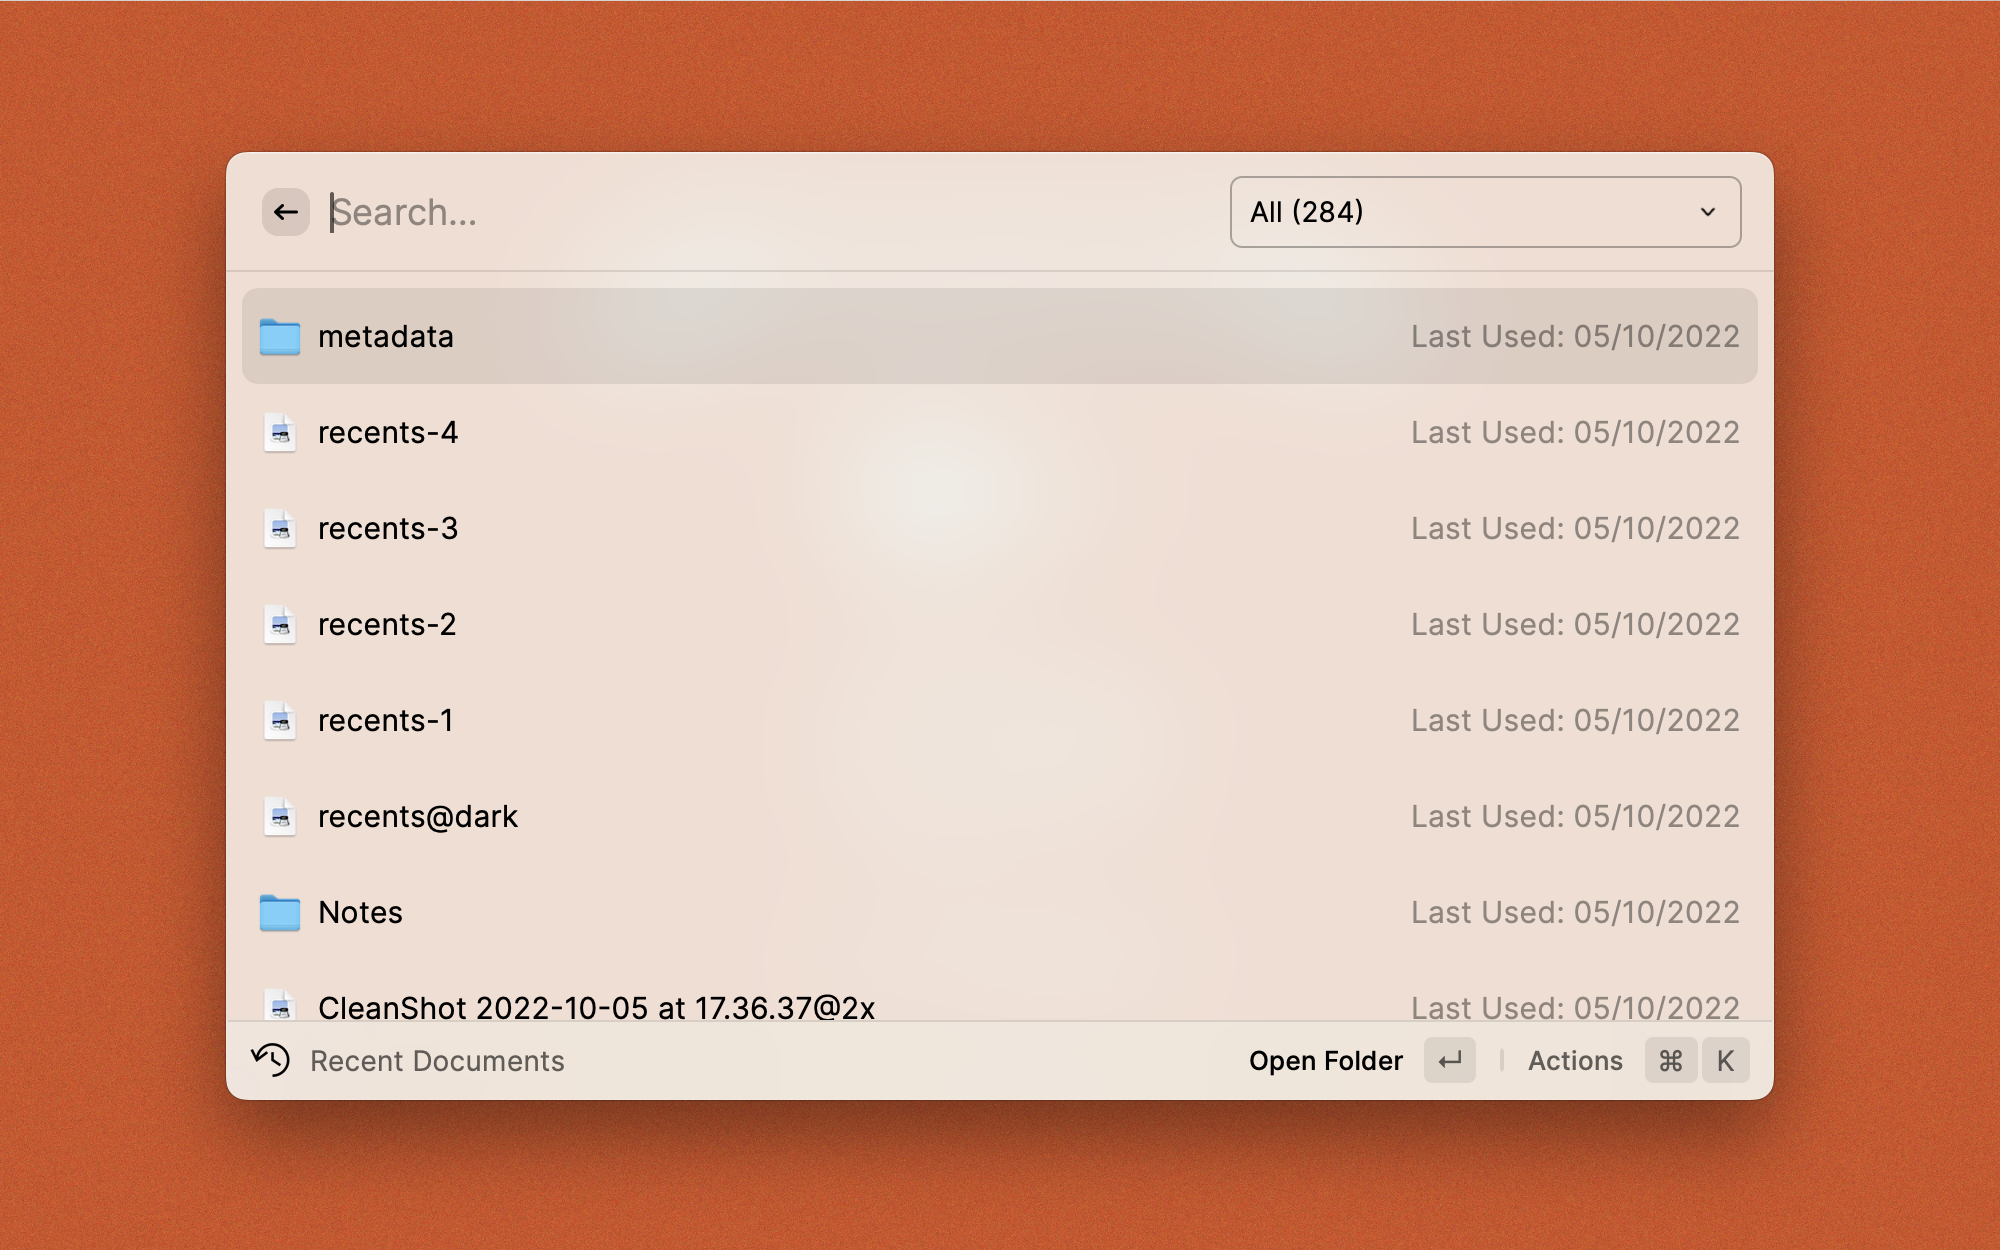 Search...
All (284)
metadata Last Used: 05/10/2022
recents-4 Last Used: 05/10/2022
recents-3 Last Used: 05/10/2022
recents-2 Last Used: 05/10/2022
recents-1 Last Used: 05/10/2022
recents@dark Last Used: 05/10/2022
Notes Last Used: 05/10/2022
CleanShot 2022-10-05 at 17.36.37@2x Last Used: 05/10/2022
Recent Documents Open Folder ↵ | Actions ⌘ K